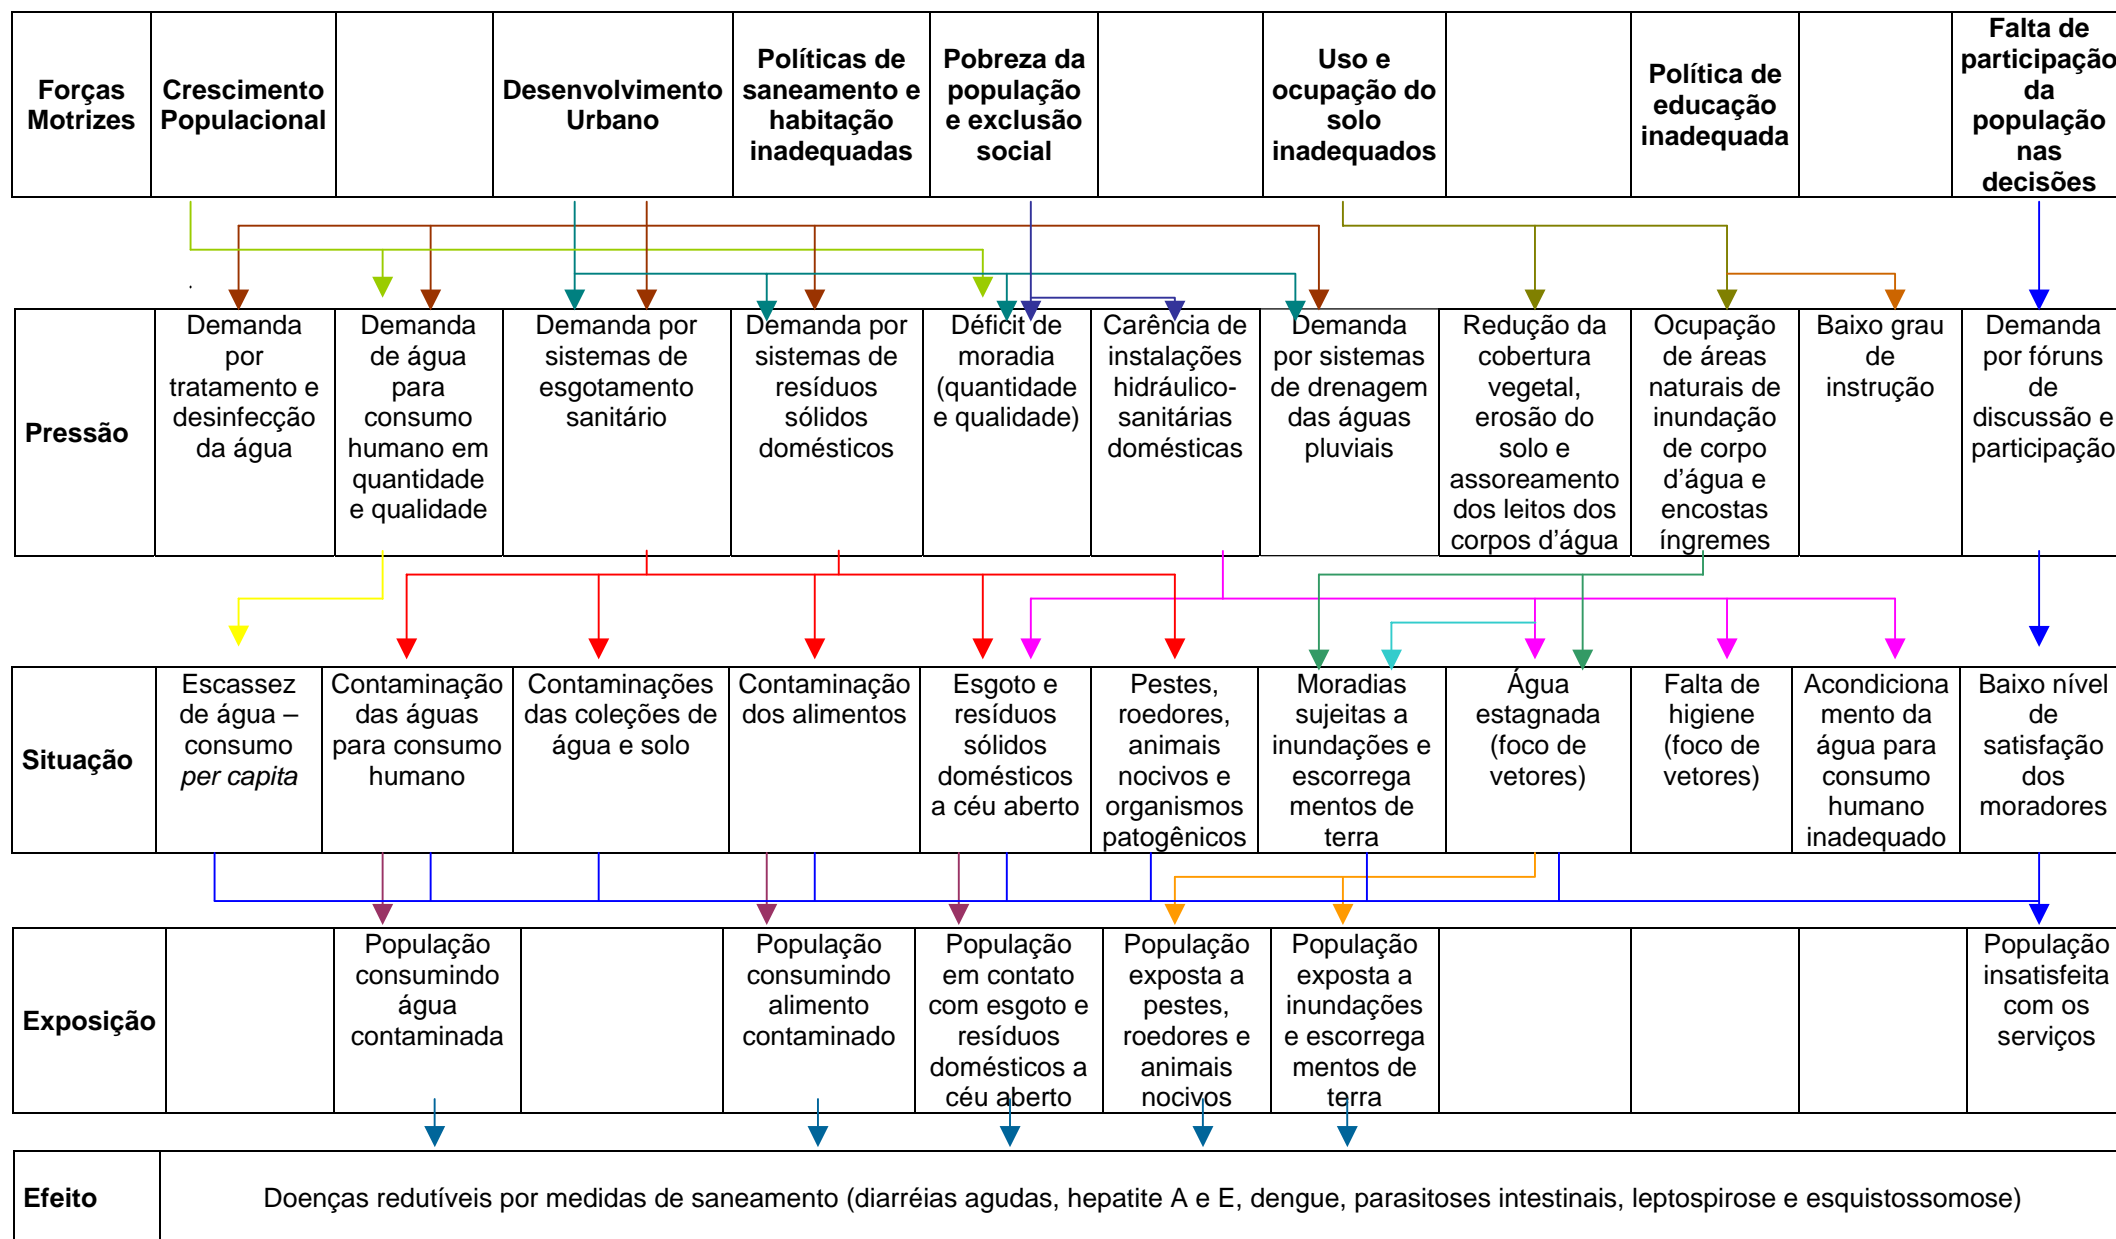 Forças
Motrizes
Crescimento
Populacional
Desenvolvimento
Urbano
Políticas de
saneamento e
habitação
inadequadas
Pobreza da
população
e exclusão
social
Uso e
ocupação do
solo
inadequados
Política de
educação
inadequada
Falta de
participação
da
população
nas
decisões
Pressão
Demanda
por
tratamento e
desinfecção
da água
Demanda
de água
para
consumo
humano em
quantidade
e qualidade
Demanda por
sistemas de
esgotamento
sanitário
Demanda por
sistemas de
resíduos
sólidos
domésticos
Déficit de
moradia
(quantidade
e qualidade)
Carência de
instalações
hidráulico-
sanitárias
domésticas
Demanda
por sistemas
de drenagem
das águas
pluviais
Redução da
cobertura
vegetal,
erosão do
solo e
assoreamento
dos leitos dos
corpos d'água
Ocupação
de áreas
naturais de
inundação
de corpo
d'água e
encostas
íngremes
Baixo grau
de
instrução
Demanda
por fóruns
de
discussão e
participação
Situação
Escassez
de água –
consumo
per capita
Contaminação
das águas
para consumo
humano
Contaminações
das coleções de
água e solo
Contaminação
dos alimentos
Esgoto e
resíduos
sólidos
domésticos
a céu aberto
Pestes,
roedores,
animais
nocivos e
organismos
patogênicos
Moradias
sujeitas a
inundações e
escorrega
mentos de
terra
Água
estagnada
(foco de
vetores)
Falta de
higiene
(foco de
vetores)
Acondiciona
mento da
água para
consumo
humano
inadequado
Baixo nível
de
satisfação
dos
moradores
Exposição
População
consumindo
água
contaminada
População
consumindo
alimento
contaminado
População
em contato
com esgoto e
resíduos
domésticos a
céu aberto
População
exposta a
pestes,
roedores e
animais
nocivos
População
exposta a
inundações
e escorrega
mentos de
terra
População
insatisfeita
com os
serviços
Efeito
Doenças redutíveis por medidas de saneamento (diarréias agudas, hepatite A e E, dengue, parasitoses intestinais, leptospirose e esquistossomose)